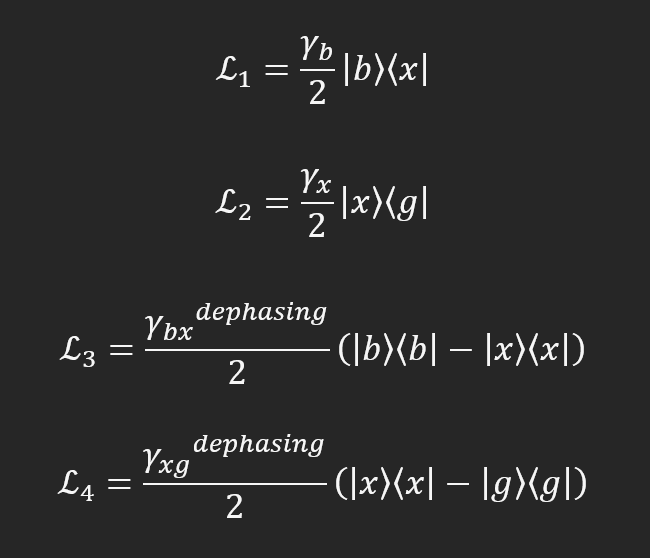 ℒ₁ = γ_b/2 |b⟩⟨x|
ℒ₂ = γ_x/2 |x⟩⟨g|
ℒ₃ = γ_bx^dephasing/2 (|b⟩⟨b| − |x⟩⟨x|)
ℒ₄ = γ_xg^dephasing/2 (|x⟩⟨x| − |g⟩⟨g|)